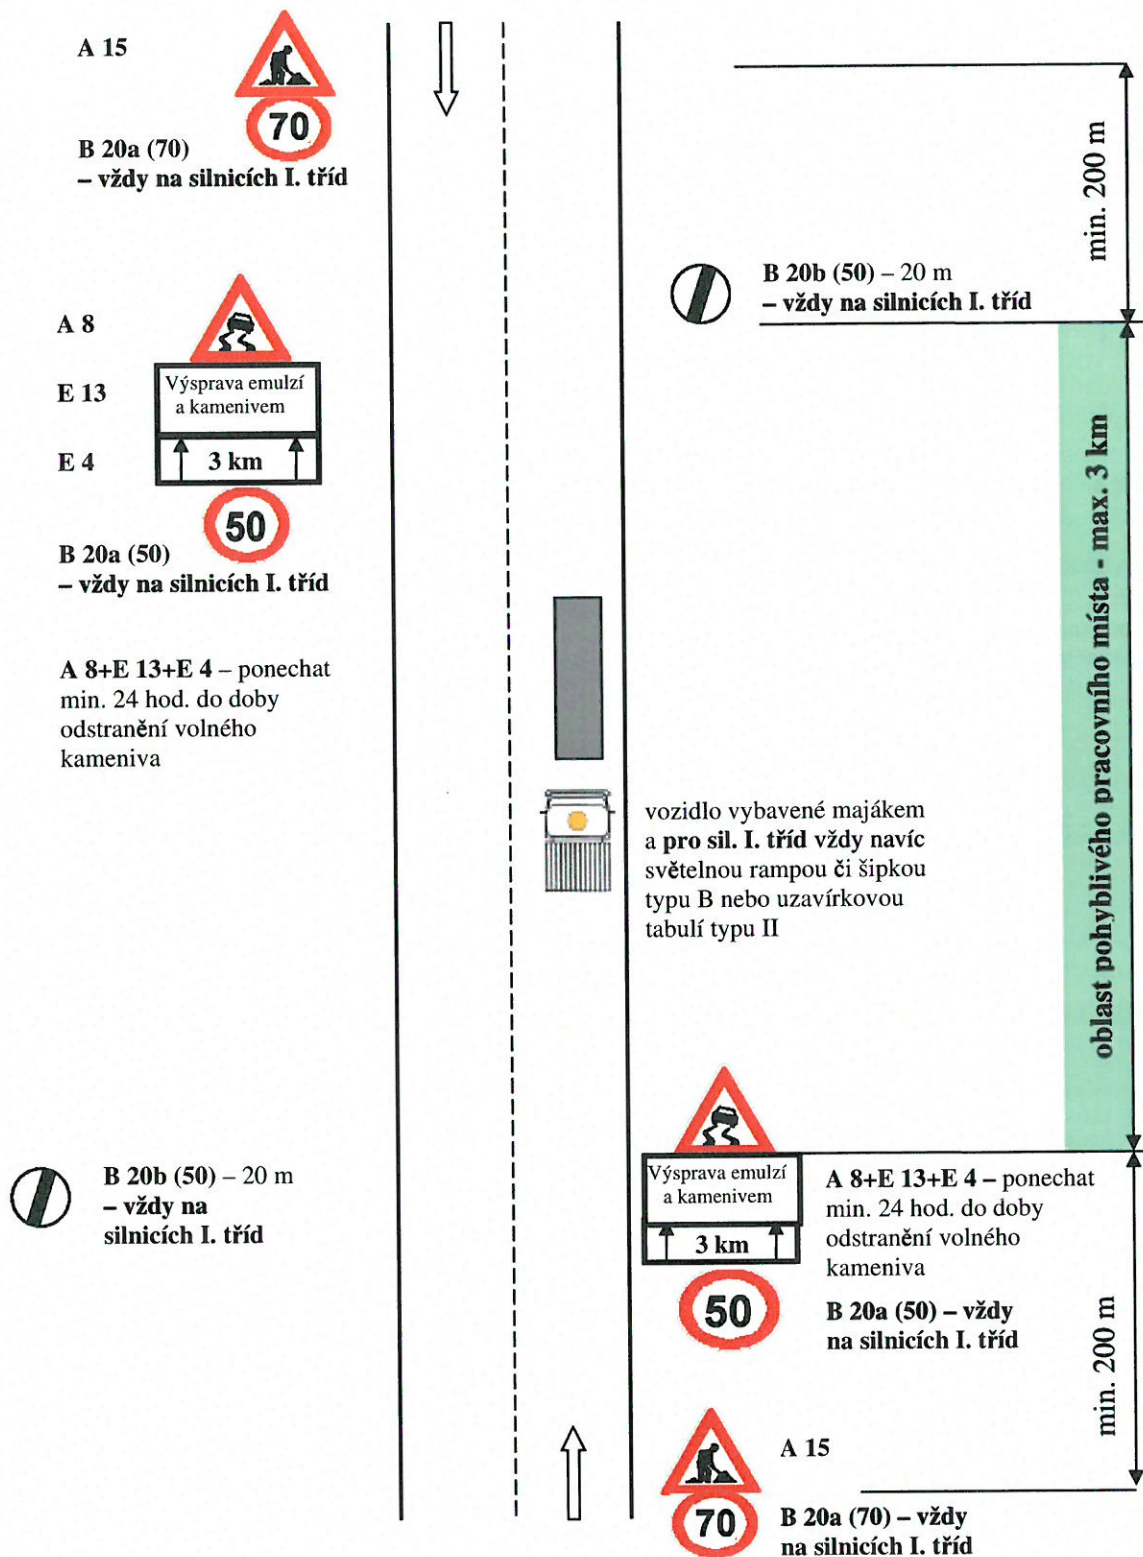 A 15
70
B 20a (70)
– vždy na silnicích I. tříd
min. 200 m
B 20b (50) – 20 m
– vždy na silnicích I. tříd
A 8
E 13
Výsprava emulzí
a kamenivem
E 4
3 km
50
B 20a (50)
– vždy na silnicích I. tříd
A 8+E 13+E 4 – ponechat
min. 24 hod. do doby
odstranění volného
kameniva
oblast pohyblivého pracovního místa - max. 3 km
vozidlo vybavené majákem
a pro sil. I. tříd vždy navíc
světelnou rampou či šipkou
typu B nebo uzavírkovou
tabulí typu II
B 20b (50) – 20 m
– vždy na
silnicích I. tříd
Výsprava emulzí
a kamenivem
3 km
50
A 8+E 13+E 4 – ponechat
min. 24 hod. do doby
odstranění volného
kameniva
B 20a (50) – vždy
na silnicích I. tříd
min. 200 m
A 15
70
B 20a (70) – vždy
na silnicích I. tříd